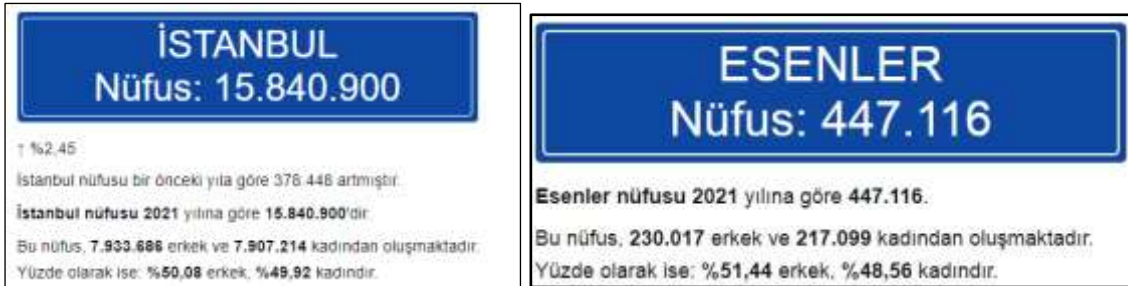 İSTANBUL
Nüfus: 15.840.900
↑ %2,45
İstanbul nüfusu bir önceki yıla göre 378.448 artmıştır.
İstanbul nüfusu 2021 yılına göre 15.840.900'dir.
Bu nüfus, 7.933.686 erkek ve 7.907.214 kadından oluşmaktadır.
Yüzde olarak ise: %50,08 erkek, %49,92 kadındır.
ESENLER
Nüfus: 447.116
Esenler nüfusu 2021 yılına göre 447.116.
Bu nüfus, 230.017 erkek ve 217.099 kadından oluşmaktadır.
Yüzde olarak ise: %51,44 erkek, %48,56 kadındır.